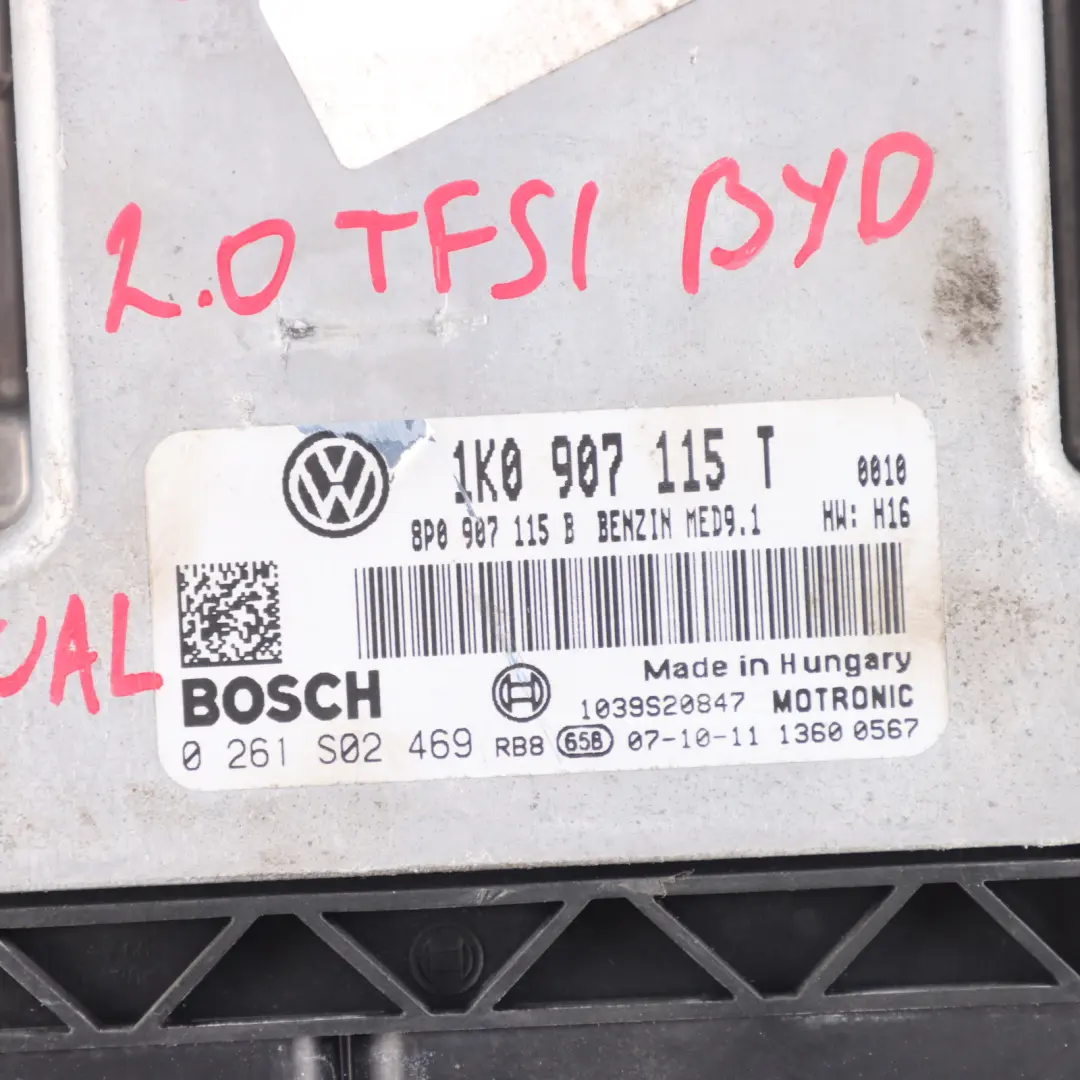 2.0 TFSI BYD
1K0 907 115 T 0010
8P0 907 115 B BENZIN MED9.1 HW: H16
UAL
Made in Hungary
BOSCH 1039S20847 MOTRONIC
0 261 S02 469 RB8 65B 07-10-11 1360 0567